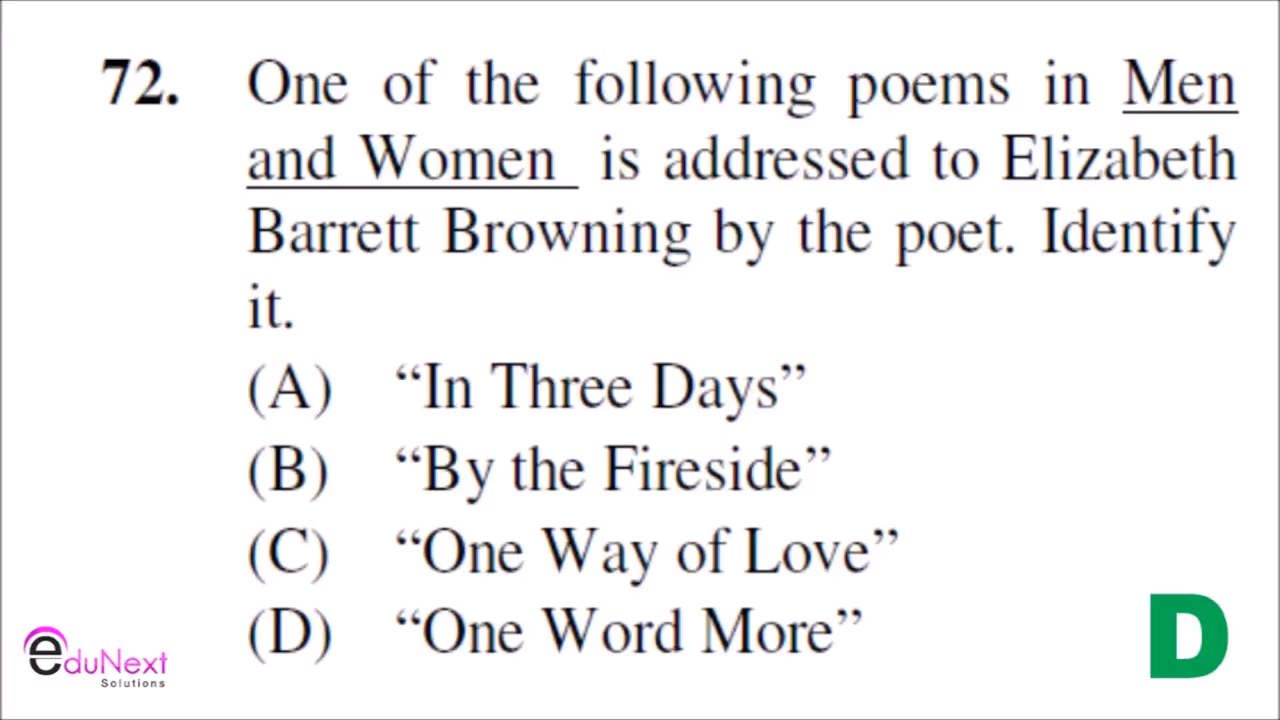 72. One of the following poems in Men
and Women is addressed to Elizabeth
Barrett Browning by the poet. Identify
it.
(A) “In Three Days”
(B) “By the Fireside”
(C) “One Way of Love”
(D) “One Word More”
D
eduNext
Solutions